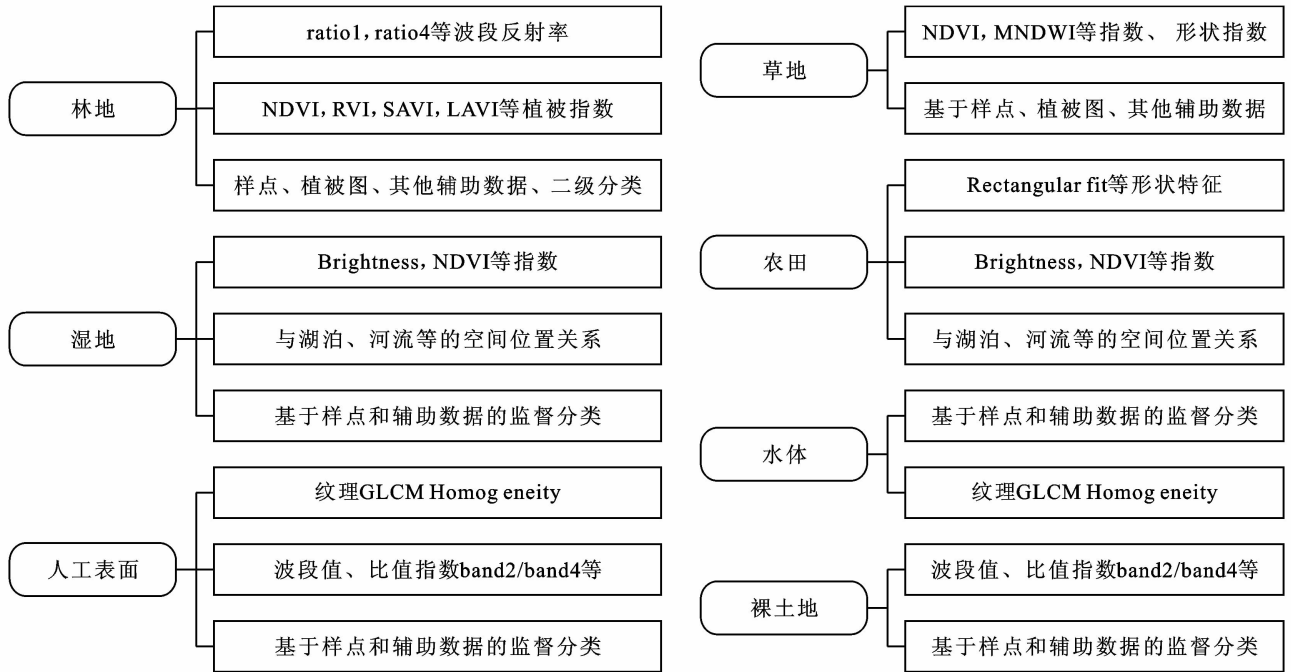 林地
ratio1,ratio4等波段反射率
NDVI,RVI,SAVI,LAVI等植被指数
样点、植被图、其他辅助数据、二级分类
湿地
Brightness,NDVI等指数
与湖泊、河流等的空间位置关系
基于样点和辅助数据的监督分类
人工表面
纹理GLCM Homog eneity
波段值、比值指数band2/band4等
基于样点和辅助数据的监督分类
草地
NDVI,MNDWI等指数、 形状指数
基于样点、植被图、其他辅助数据
农田
Rectangular fit等形状特征
Brightness,NDVI等指数
与湖泊、河流等的空间位置关系
水体
基于样点和辅助数据的监督分类
纹理GLCM Homog eneity
裸土地
波段值、比值指数band2/band4等
基于样点和辅助数据的监督分类